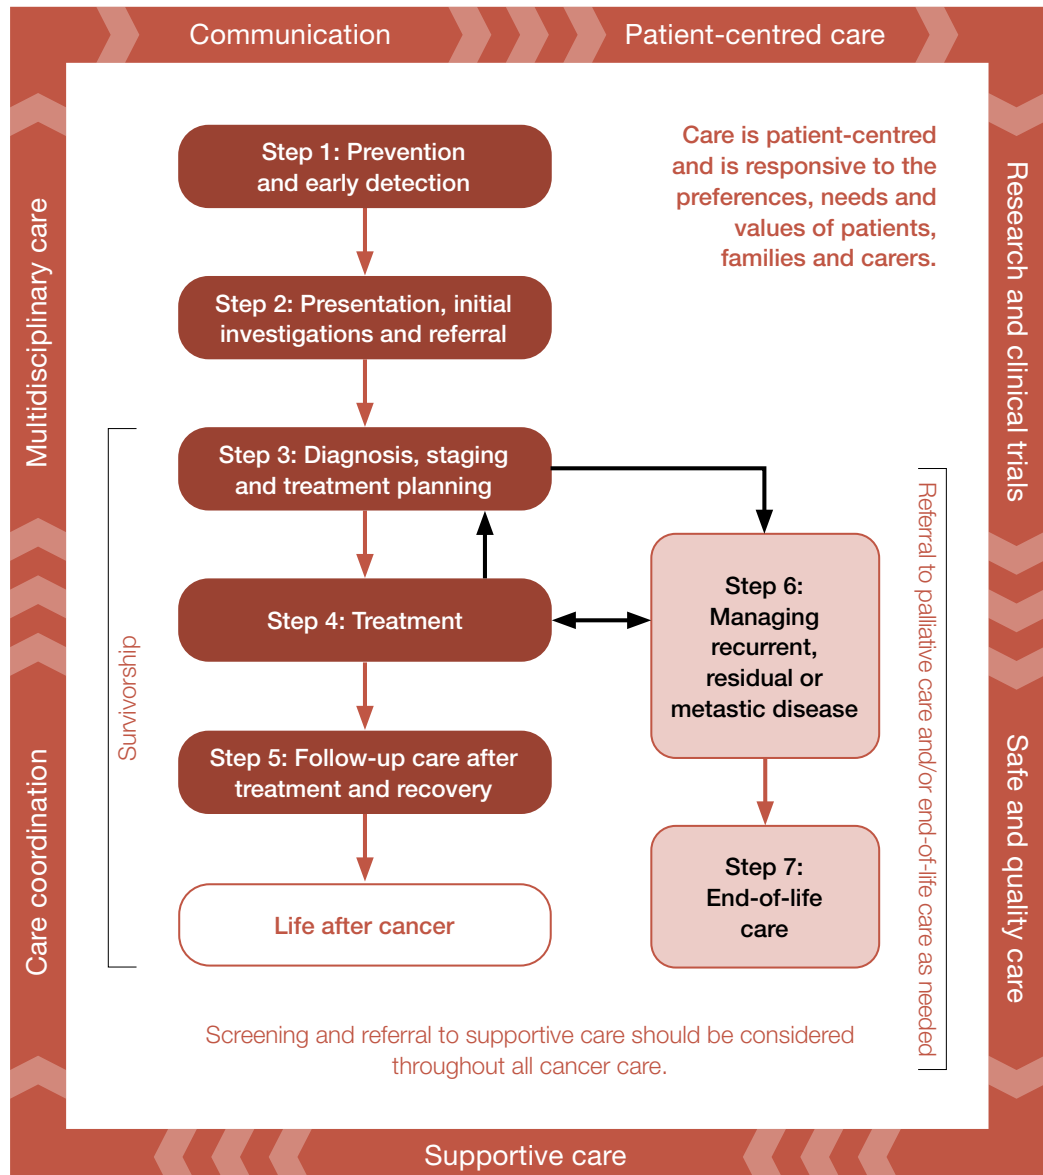 Communication
Patient-centred care
Multidisciplinary care
Care coordination
Research and clinical trials
Safe and quality care
Supportive care
Care is patient-centred
and is responsive to the
preferences, needs and
values of patients,
families and carers.
Step 1: Prevention
and early detection
Step 2: Presentation, initial
investigations and referral
Step 3: Diagnosis, staging
and treatment planning
Step 4: Treatment
Step 5: Follow-up care after
treatment and recovery
Life after cancer
Survivorship
Step 6:
Managing
recurrent,
residual or
metastic disease
Step 7:
End-of-life
care
Referral to palliative care and/or end-of-life care as needed
Screening and referral to supportive care should be considered
throughout all cancer care.